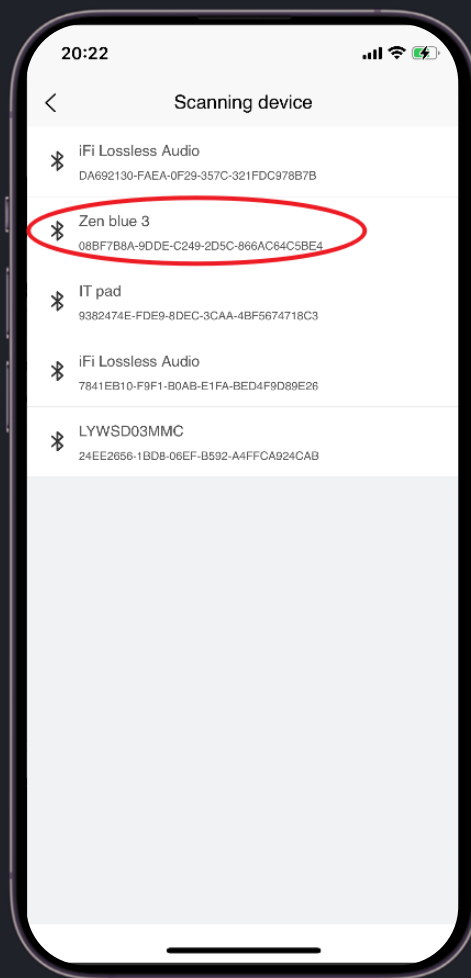 20:22
Scanning device
iFi Lossless Audio
DA692130-FAEA-0F29-357C-321FDC978B7B
Zen blue 3
08BF7B8A-9DDE-C249-2D5C-866AC64C5BE4
IT pad
9382474E-FDE9-8DEC-3CAA-4BF5674718C3
iFi Lossless Audio
7841EB10-F9F1-B0AB-E1FA-BED4F9D89E26
LYWSD03MMC
24EE2656-1BD8-06EF-B592-A4FFCA924CAB